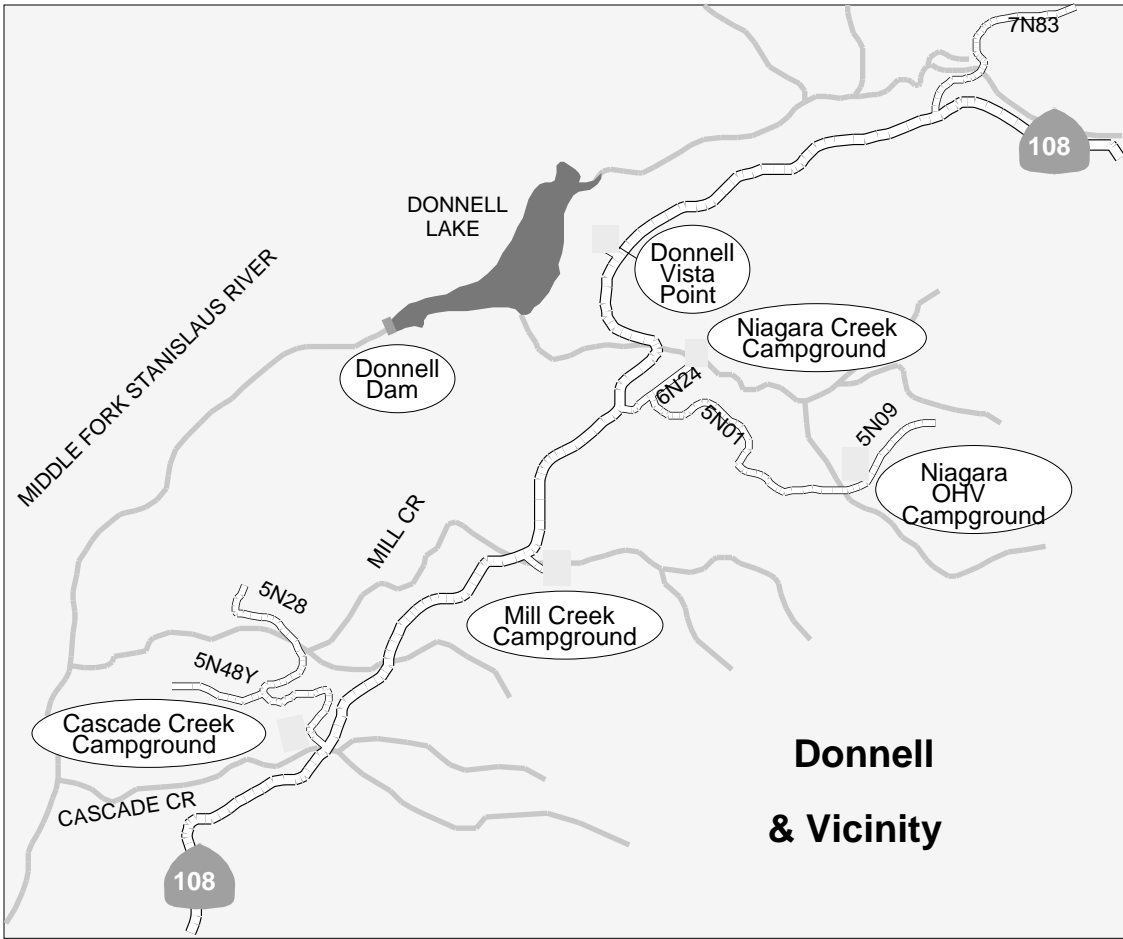 7N83
108
DONNELL
LAKE
Donnell
Vista
Point
MIDDLE FORK STANISLAUS RIVER
Niagara Creek
Campground
Donnell
Dam
6N24
5N01
5N09
Niagara
OHV
Campground
MILL CR
5N28
Mill Creek
Campground
5N48Y
Cascade Creek
Campground
Donnell
& Vicinity
CASCADE CR
108